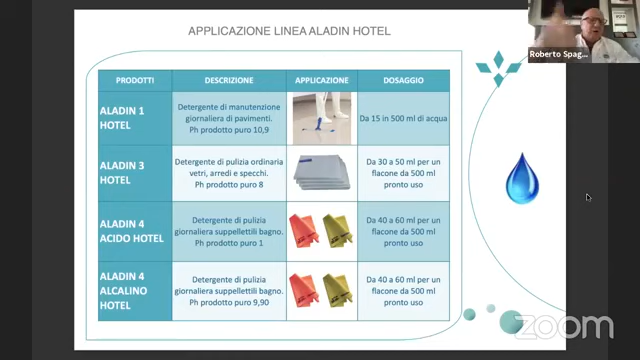 APPLICAZIONE LINEA ALADIN HOTEL
Roberto Spag...
PRODOTTI DESCRIZIONE APPLICAZIONE DOSAGGIO
ALADIN 1
HOTEL
Detergente di manutenzione
giornaliera di pavimenti.
Ph prodotto puro 10,9
Da 15 in 500 ml di acqua
ALADIN 3
HOTEL
Detergente di pulizia ordinaria
vetri, arredi e specchi.
Ph prodotto puro 8
Da 30 a 50 ml per un
flacone da 500 ml
pronto uso
ALADIN 4
ACIDO HOTEL
Detergente di pulizia
giornaliera suppellettili bagno.
Ph prodotto puro 1
Da 40 a 60 ml per un
flacone da 500 ml
pronto uso
ALADIN 4
ALCALINO
HOTEL
Detergente di pulizia
giornaliera suppellettili bagno.
Ph prodotto puro 9,90
Da 40 a 60 ml per un
flacone da 500 ml
pronto uso
zoom